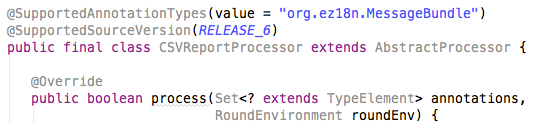 @SupportedAnnotationTypes(value = "org.ez18n.MessageBundle")
@SupportedSourceVersion(RELEASE_6)
public final class CSVReportProcessor extends AbstractProcessor {
@Override
public boolean process(Set<? extends TypeElement> annotations,
RoundEnvironment roundEnv) {